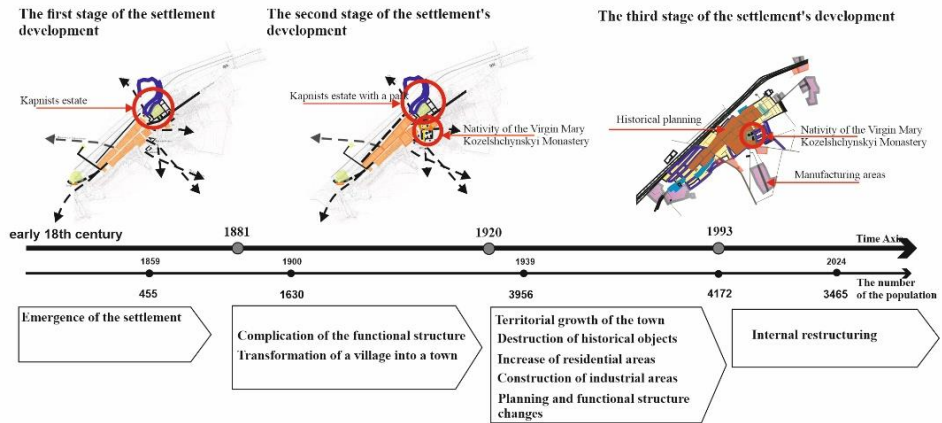 The first stage of the settlement
development
The second stage of the settlement's
development
The third stage of the settlement's development
Kapnists estate
Kapnists estate with a park
Nativity of the Virgin Mary
Kozelshchynskyi Monastery
Historical planning
Nativity of the Virgin Mary
Kozelshchynskyi Monastery
Manufacturing areas
early 18th century
1881
1920
1993
Time Axis
1859
1900
1939
2024
455
1630
3956
4172
3465
The number
of the population
Emergence of the settlement
Complication of the functional structure
Transformation of a village into a town
Territorial growth of the town
Destruction of historical objects
Increase of residential areas
Construction of industrial areas
Planning and functional structure
changes
Internal restructuring